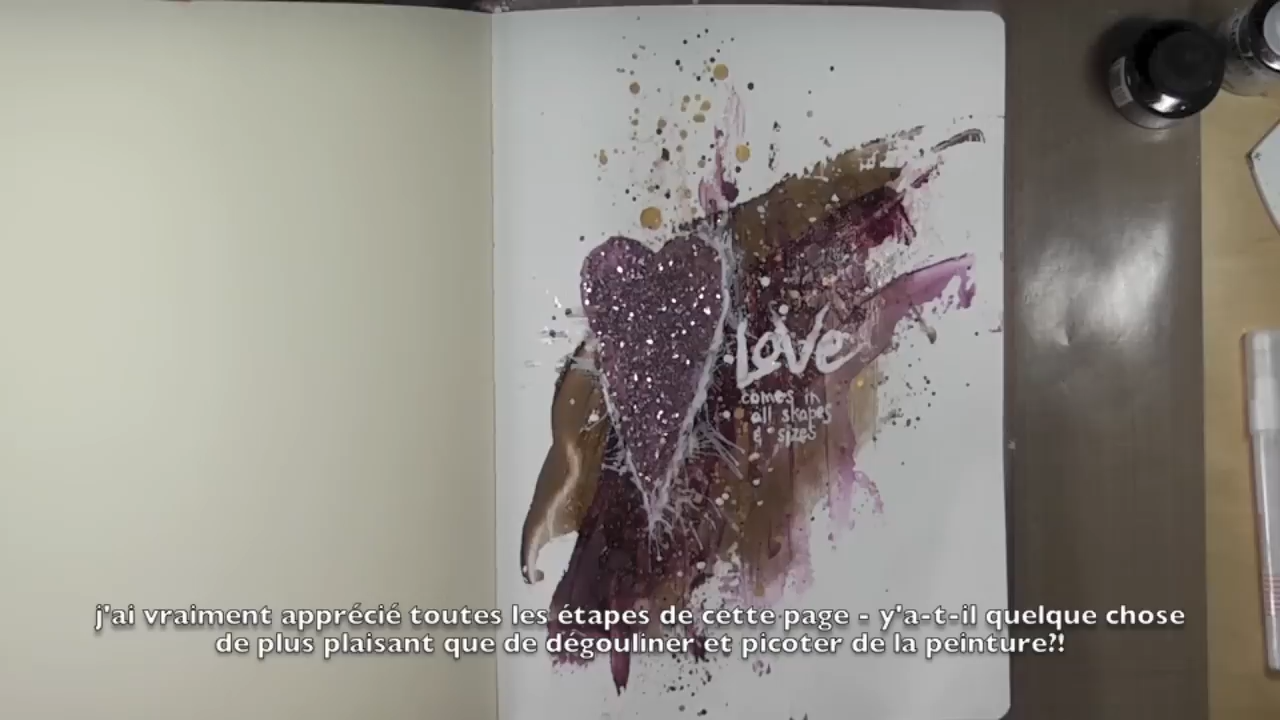 Love
comes in
all shapes
& sizes
j'ai vraiment apprécié toutes les étapes de cette page - y'a-t-il quelque chose
de plus plaisant que de dégouliner et picoter de la peinture?!